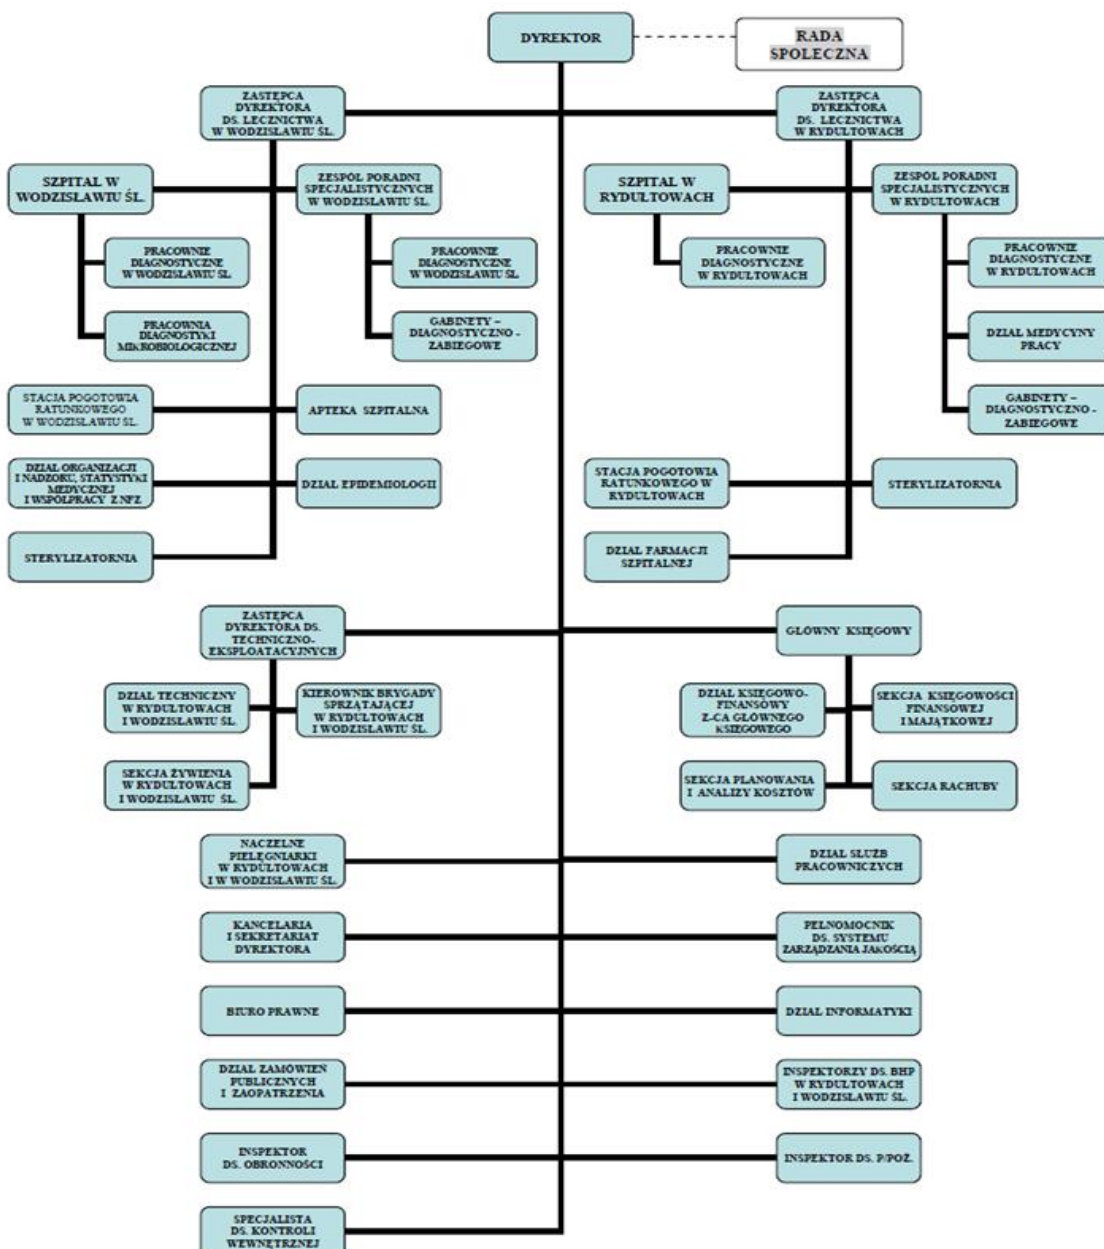 DYREKTOR
RADA
SPOŁECZNA
ZASTĘPCA
DYREKTORA
DS. LECZNICTWA
W WODZISŁAWIU ŚL.
ZASTĘPCA
DYREKTORA
DS. LECZNICTWA
W RYDUŁTOWACH
SZPITAL W
WODZISŁAWIU ŚL.
ZESPÓŁ PORADNI
SPECJALISTYCZNYCH
W WODZISŁAWIU ŚL.
SZPITAL W
RYDUŁTOWACH
ZESPÓŁ PORADNI
SPECJALISTYCZNYCH
W RYDUŁTOWACH
PRACOWNIE
DIAGNOSTYCZNE
W WODZISŁAWIU ŚL.
PRACOWNIE
DIAGNOSTYCZNE
W WODZISŁAWIU ŚL.
PRACOWNIE
DIAGNOSTYCZNE
W RYDUŁTOWACH
PRACOWNIE
DIAGNOSTYCZNE
W RYDUŁTOWACH
PRACOWNIA
DIAGNOSTYKI
MIKROBIOLOGICZNEJ
GABINETY –
DIAGNOSTYCZNO -
ZABIEGOWE
DZIAŁ MEDYCYNY
PRACY
STACJA POGOTOWIA
RATUNKOWEGO
W WODZISŁAWIU ŚL.
APTEKA SZPITALNA
GABINETY –
DIAGNOSTYCZNO -
ZABIEGOWE
DZIAŁ ORGANIZACJI
I NADZORU, STATYSTYKI
MEDYCZNEJ
I WSPÓŁPRACY Z NFZ
DZIAŁ EPIDEMIOLOGII
STACJA POGOTOWIA
RATUNKOWEGO W
RYDUŁTOWACH
STERYLIZATORNIA
STERYLIZATORNIA
DZIAŁ FARMACJI
SZPITALNEJ
ZASTĘPCA
DYREKTORA DS.
TECHNICZNO-
EKSPLOATACYJNYCH
GŁÓWNY KSIĘGOWY
DZIAŁ TECHNICZNY
W RYDUŁTOWACH
I WODZISŁAWIU ŚL.
KIEROWNIK BRYGADY
SPRZĄTAJĄCEJ
W RYDUŁTOWACH
I WODZISŁAWIU ŚL.
DZIAŁ KSIĘGOWO-
FINANSOWY
Z-CA GŁÓWNEGO
KSIĘGOWEGO
SEKCJA KSIĘGOWOŚCI
FINANSOWEJ
I MAJĄTKOWEJ
SEKCJA ŻYWIENIA
W RYDUŁTOWACH
I WODZISŁAWIU ŚL.
SEKCJA PLANOWANIA
I ANALIZY KOSZTÓW
SEKCJA RACHUBY
NACZELNE
PIELĘGNIARKI
W RYDUŁTOWACH
I W WODZISŁAWIU ŚL.
DZIAŁ SŁUŻB
PRACOWNICZYCH
KANCELARIA
I SEKRETARIAT
DYREKTORA
PEŁNOMOCNIK
DS. SYSTEMU
ZARZĄDZANIA JAKOŚCIĄ
BIURO PRAWNE
DZIAŁ INFORMATYKI
DZIAŁ ZAMÓWIEŃ
PUBLICZNYCH
I ZAOPATRZENIA
INSPEKTORZY DS. BHP
W RYDUŁTOWACH
I WODZISŁAWIU ŚL.
INSPEKTOR
DS. OBRONNOŚCI
INSPEKTOR DS. P/POŻ.
SPECJALISTA
DS. KONTROLI
WEWNĘTRZNEJ